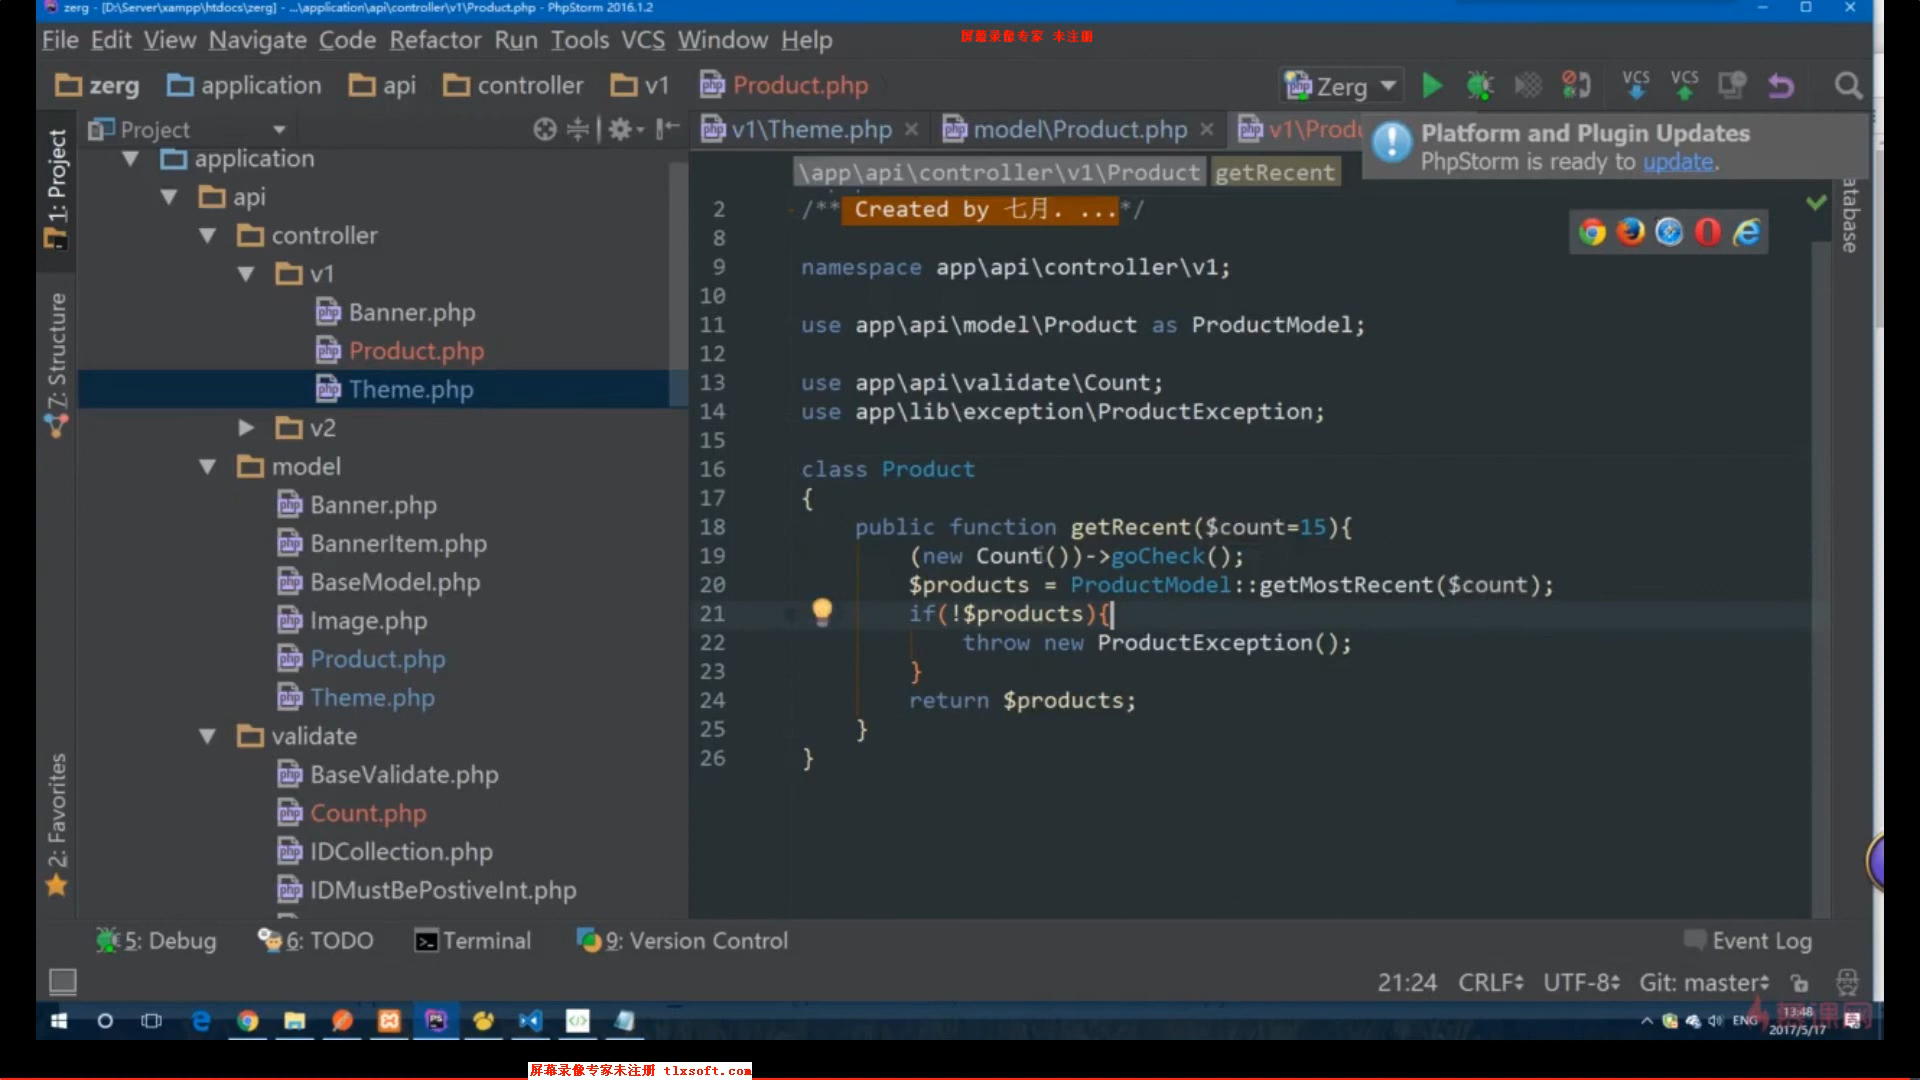 zerg - [D:\Server\xampp\htdocs\zerg] - ...\application\api\controller\v1\Product.php - PhpStorm 2016.1.2
File Edit View Navigate Code Refactor Run Tools VCS Window Help
屏幕录像专家 未注册
zerg application api controller v1 Product.php
Zerg VCS VCS
Project
v1\Theme.php
model\Product.php
v1\Produ
Platform and Plugin Updates
PhpStorm is ready to update.
1: Project
7: Structure
2: Favorites
application
api
controller
v1
Banner.php
Product.php
Theme.php
v2
model
Banner.php
BannerItem.php
BaseModel.php
Image.php
Product.php
Theme.php
validate
BaseValidate.php
Count.php
IDCollection.php
IDMustBePostiveInt.php
\app\api\controller\v1\Product getRecent
2 /** Created by 七月. ...*/
8
9 namespace app\api\controller\v1;
10
11 use app\api\model\Product as ProductModel;
12
13 use app\api\validate\Count;
14 use app\lib\exception\ProductException;
15
16 class Product
17 {
18 public function getRecent($count=15){
19 (new Count())->goCheck();
20 $products = ProductModel::getMostRecent($count);
21 if(!$products){
22 throw new ProductException();
23 }
24 return $products;
25 }
26 }
atabase
5: Debug 6: TODO Terminal 9: Version Control Event Log
21:24 CRLF UTF-8 Git: master
ENG 13:48
2017/5/17
屏幕录像专家未注册 tlxsoft.com